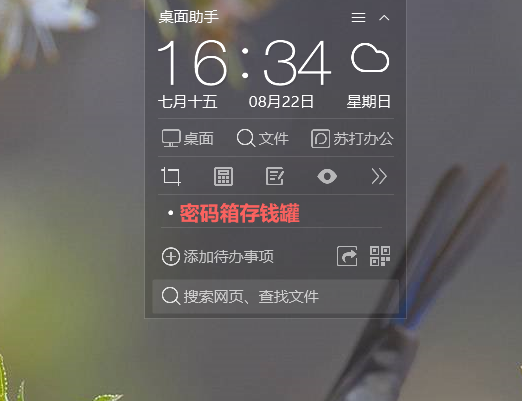 桌面助手
16:34
七月十五 08月22日 星期日
桌面 文件 苏打办公
• 密码箱存钱罐
添加待办事项
搜索网页、查找文件